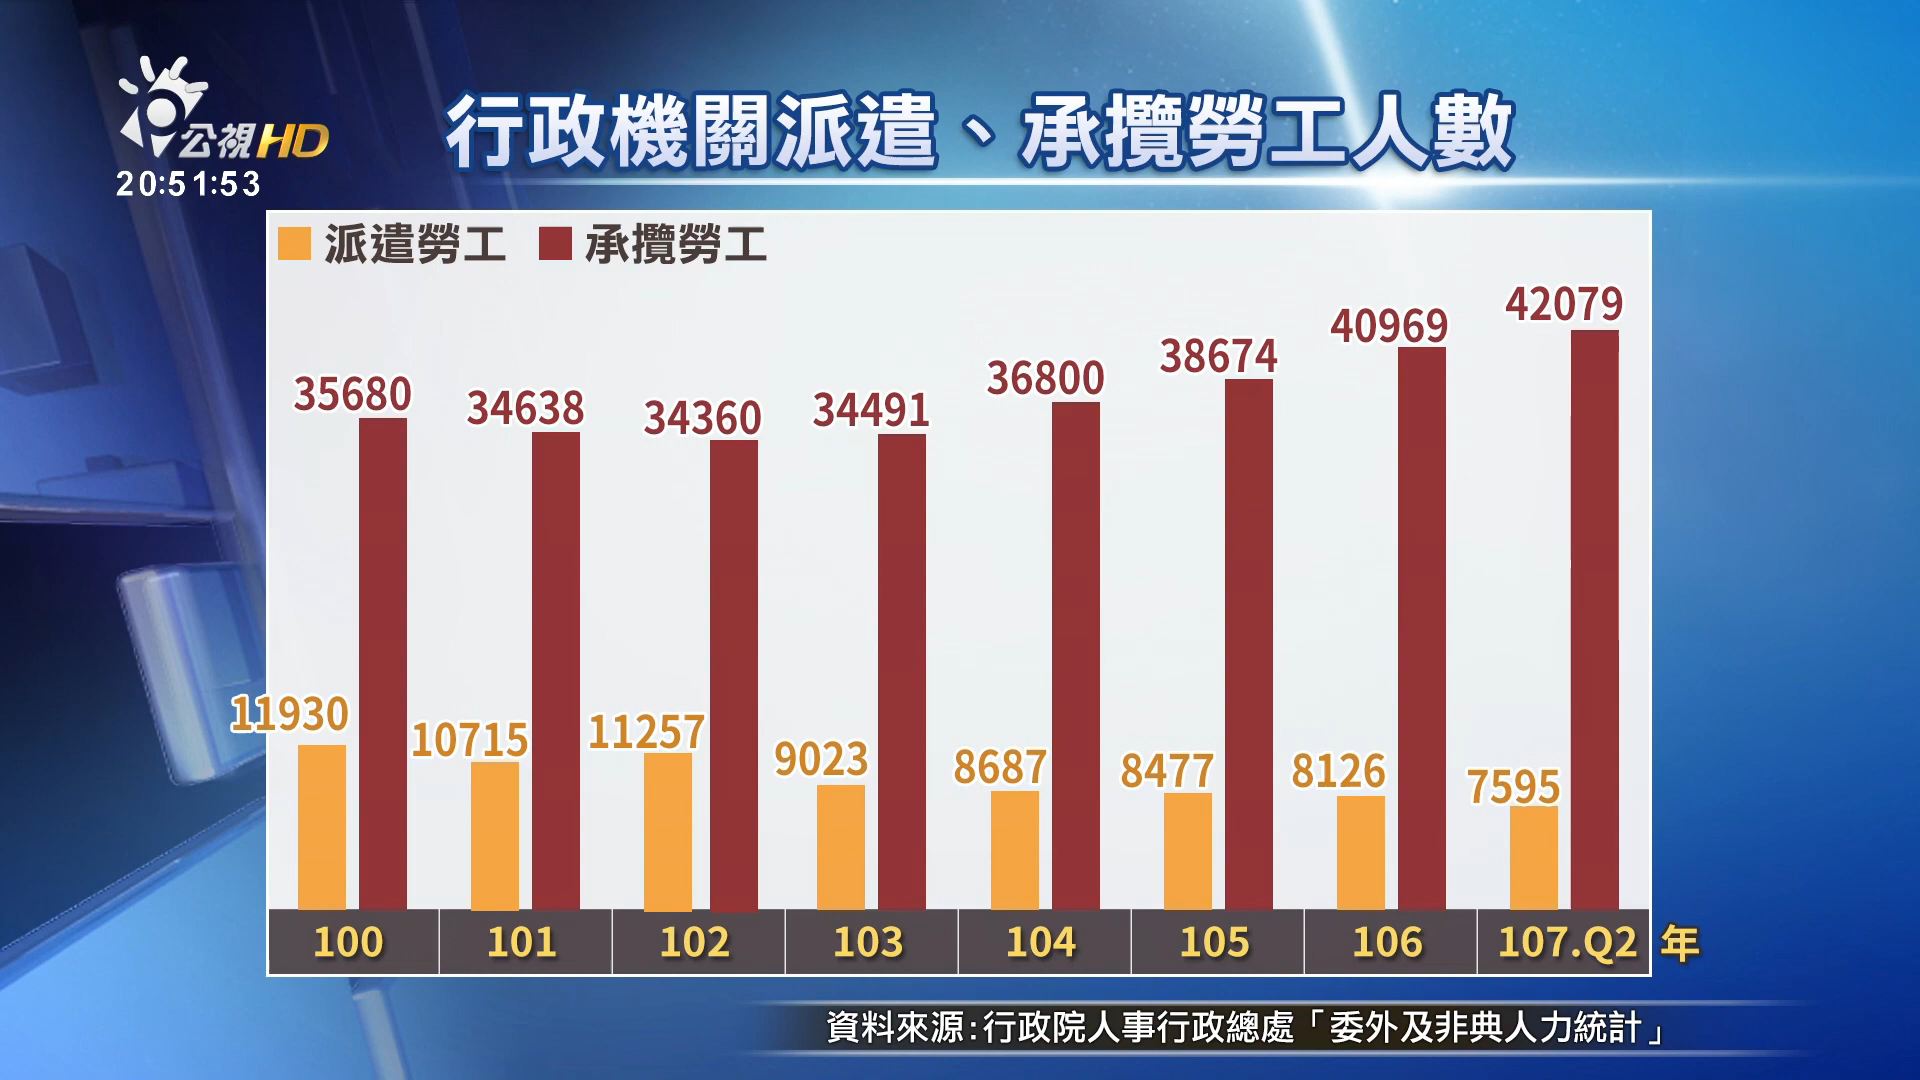 公視HD
20:51:53
行政機關派遣、承攬勞工人數
派遣勞工 承攬勞工
35680 34638 34360 34491 36800 38674 40969 42079
11930 10715 11257 9023 8687 8477 8126 7595
100 101 102 103 104 105 106 107.Q2 年
資料來源:行政院人事行政總處「委外及非典人力統計」